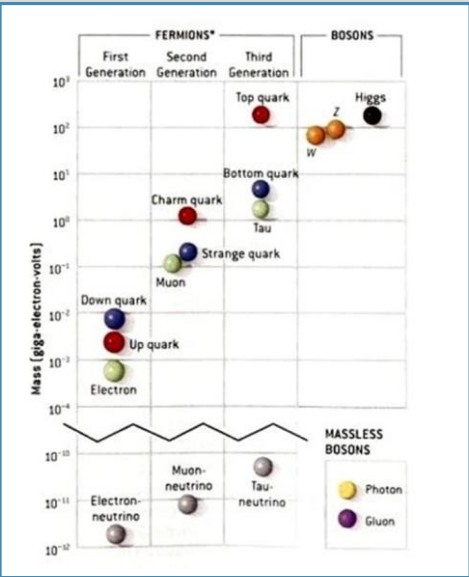 FERMIONS*
BOSONS
First
Generation
Second
Generation
Third
Generation
10³
10²
10¹
10⁰
10⁻¹
10⁻²
10⁻³
10⁻⁴
10⁻¹⁰
10⁻¹¹
10⁻¹²
Mass (giga-electron-volts)
Top quark
Z
Higgs
W
Bottom quark
Charm quark
Tau
Strange quark
Muon
Down quark
Up quark
Electron
MASSLESS
BOSONS
Muon-
neutrino
Tau-
neutrino
Electron-
neutrino
Photon
Gluon